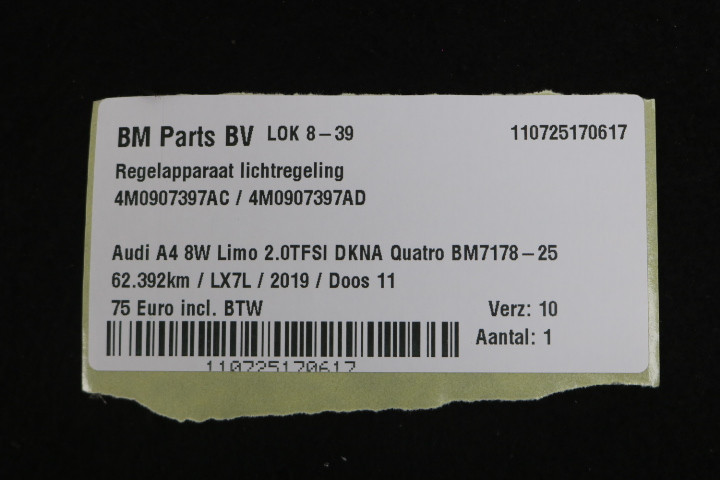 BM Parts BV LOK 8-39 110725170617
Regelapparaat lichtregeling
4M0907397AC / 4M0907397AD
Audi A4 8W Limo 2.0TFSI DKNA Quatro BM7178-25
62.392km / LX7L / 2019 / Doos 11
75 Euro incl. BTW Verz: 10
Aantal: 1
110725170617